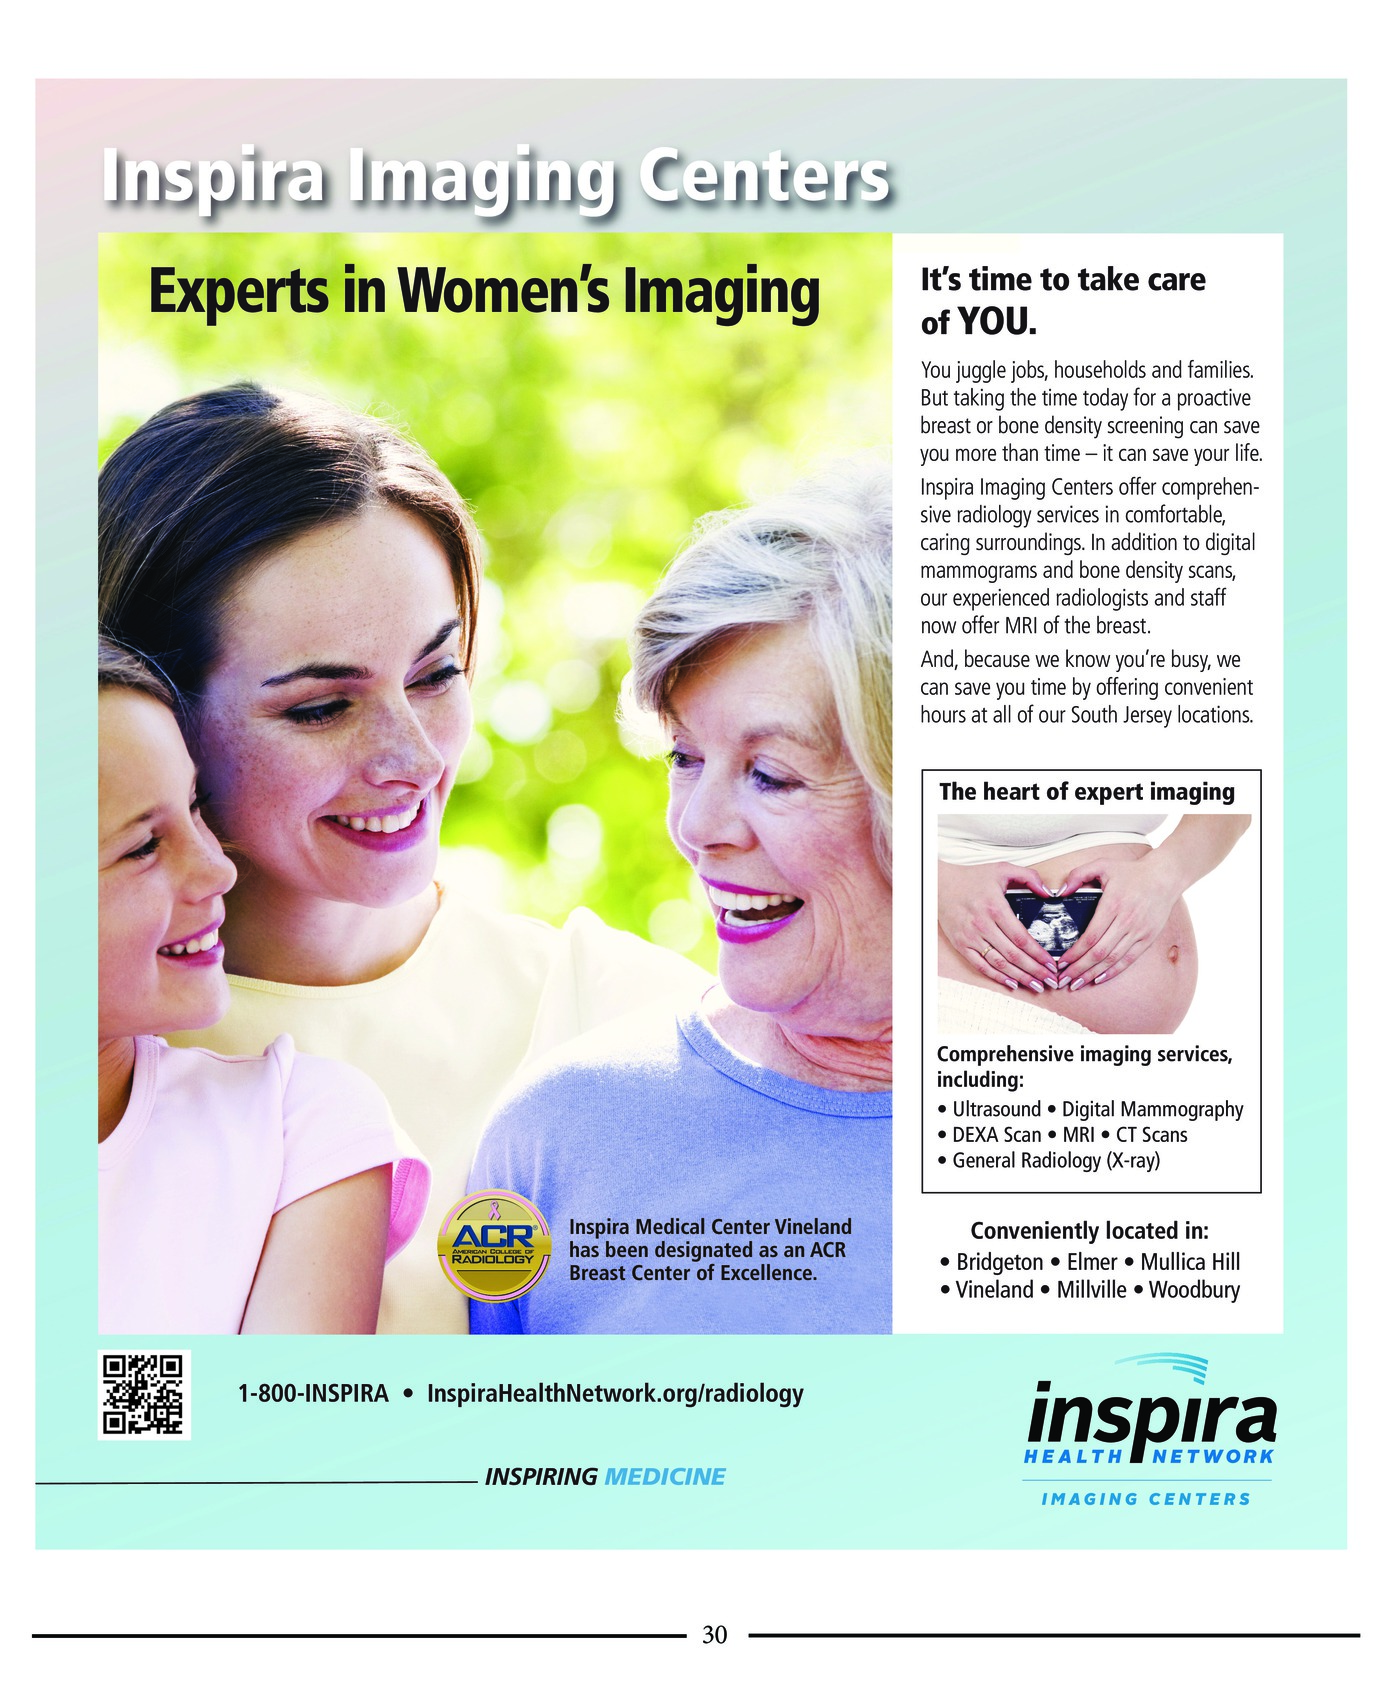 Inspira Imaging Centers
Experts in Women's Imaging
It's time to take care
of YOU.
You juggle jobs, households and families.
But taking the time today for a proactive
breast or bone density screening can save
you more than time – it can save your life.
Inspira Imaging Centers offer comprehen-
sive radiology services in comfortable,
caring surroundings. In addition to digital
mammograms and bone density scans,
our experienced radiologists and staff
now offer MRI of the breast.
And, because we know you're busy, we
can save you time by offering convenient
hours at all of our South Jersey locations.
The heart of expert imaging
Comprehensive imaging services,
including:
• Ultrasound • Digital Mammography
• DEXA Scan • MRI • CT Scans
• General Radiology (X-ray)
Conveniently located in:
• Bridgeton • Elmer • Mullica Hill
• Vineland • Millville • Woodbury
ACR®
AMERICAN COLLEGE OF
RADIOLOGY
Inspira Medical Center Vineland
has been designated as an ACR
Breast Center of Excellence.
1-800-INSPIRA • InspiraHealthNetwork.org/radiology
INSPIRING MEDICINE
inspira
HEALTH NETWORK
IMAGING CENTERS
30